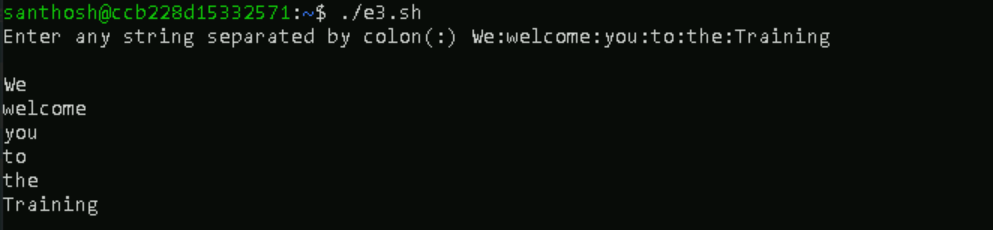 santhosh@ccb228d15332571:~$ ./e3.sh
Enter any string separated by colon(:) We:welcome:you:to:the:Training
We
welcome
you
to
the
Training